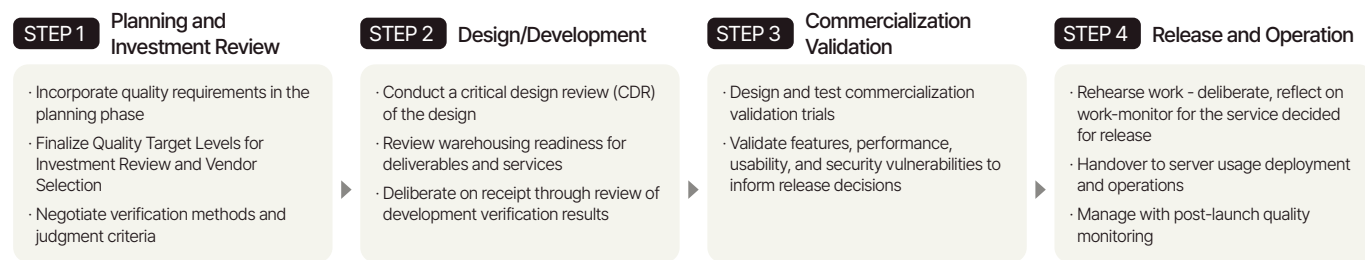 STEP 1
Planning and
Investment Review
· Incorporate quality requirements in the
planning phase
· Finalize Quality Target Levels for
Investment Review and Vendor
Selection
· Negotiate verification methods and
judgment criteria
STEP 2
Design/Development
· Conduct a critical design review (CDR)
of the design
· Review warehousing readiness for
deliverables and services
· Deliberate on receipt through review of
development verification results
STEP 3
Commercialization
Validation
· Design and test commercialization
validation trials
· Validate features, performance,
usability, and security vulnerabilities to
inform release decisions
STEP 4
Release and Operation
· Rehearse work - deliberate, reflect on
work-monitor for the service decided
for release
· Handover to server usage deployment
and operations
· Manage with post-launch quality
monitoring